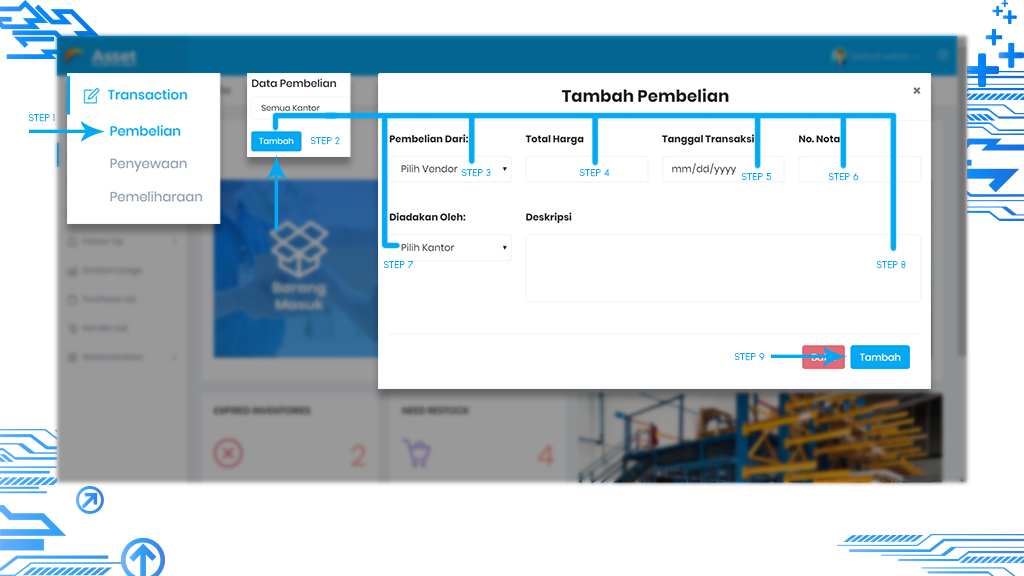 Asset
Transaction
STEP 1
Pembelian
Penyewaan
Pemeliharaan
Data Pembelian
Semua Kantor
Tambah
STEP 2
Tambah Pembelian
×
Pembelian Dari:
Total Harga
Tanggal Transaksi
No. Nota
Pilih Vendor
STEP 3
STEP 4
mm/dd/yyyy
STEP 5
STEP 6
Diadakan Oleh:
Deskripsi
Pilih Kantor
STEP 7
STEP 8
STEP 9
Tambah
Barang
Masuk
EXPIRED INVENTORIES
NEED RESTOCK
2
4